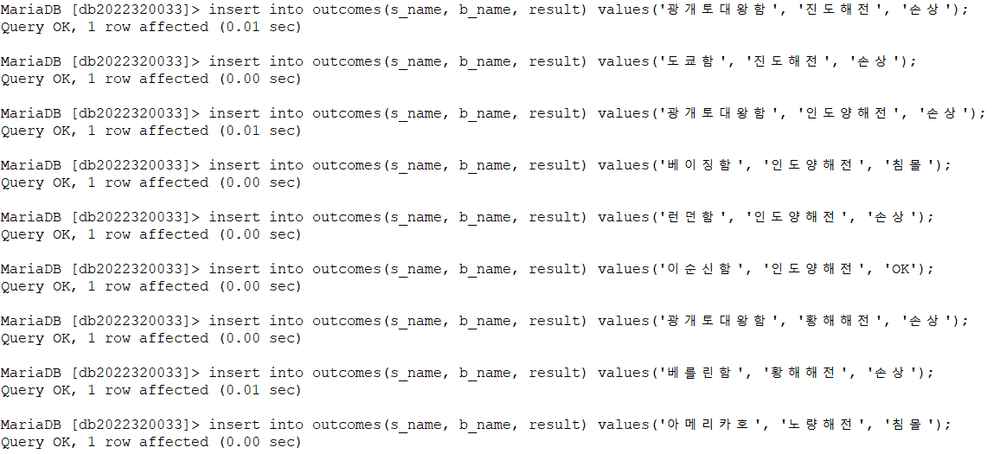 MariaDB [db2022320033]> insert into outcomes(s_name, b_name, result) values('광개토대왕함', '진도해전', '손상');
Query OK, 1 row affected (0.01 sec)
MariaDB [db2022320033]> insert into outcomes(s_name, b_name, result) values('도쿄함', '진도해전', '손상');
Query OK, 1 row affected (0.00 sec)
MariaDB [db2022320033]> insert into outcomes(s_name, b_name, result) values('광개토대왕함', '인도양해전', '손상');
Query OK, 1 row affected (0.01 sec)
MariaDB [db2022320033]> insert into outcomes(s_name, b_name, result) values('베이징함', '인도양해전', '침몰');
Query OK, 1 row affected (0.00 sec)
MariaDB [db2022320033]> insert into outcomes(s_name, b_name, result) values('런던함', '인도양해전', '손상');
Query OK, 1 row affected (0.00 sec)
MariaDB [db2022320033]> insert into outcomes(s_name, b_name, result) values('이순신함', '인도양해전', 'OK');
Query OK, 1 row affected (0.00 sec)
MariaDB [db2022320033]> insert into outcomes(s_name, b_name, result) values('광개토대왕함', '황해해전', '손상');
Query OK, 1 row affected (0.00 sec)
MariaDB [db2022320033]> insert into outcomes(s_name, b_name, result) values('베를린함', '황해해전', '손상');
Query OK, 1 row affected (0.01 sec)
MariaDB [db2022320033]> insert into outcomes(s_name, b_name, result) values('아메리카호', '노량해전', '침몰');
Query OK, 1 row affected (0.00 sec)